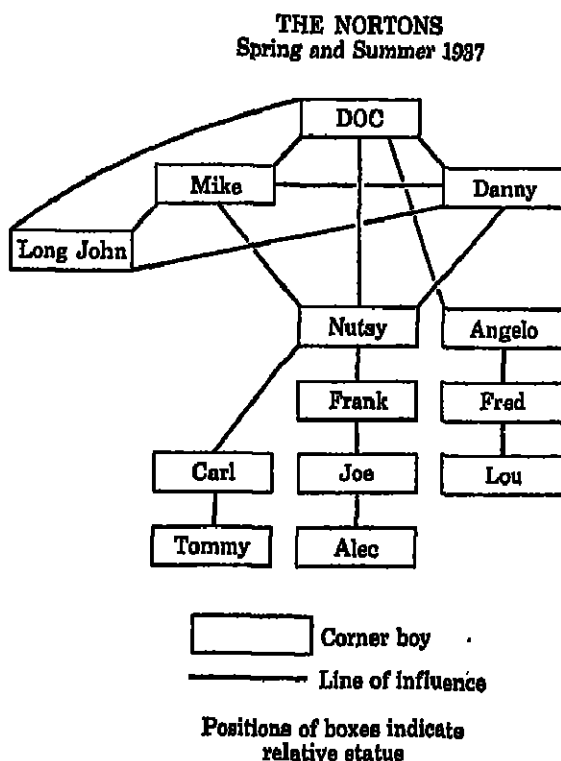 THE NORTONS
Spring and Summer 1937
DOC
Mike
Danny
Long John
Nutsy
Angelo
Frank
Fred
Carl
Joe
Lou
Tommy
Alec
Corner boy
Line of influence
Positions of boxes indicate
relative status